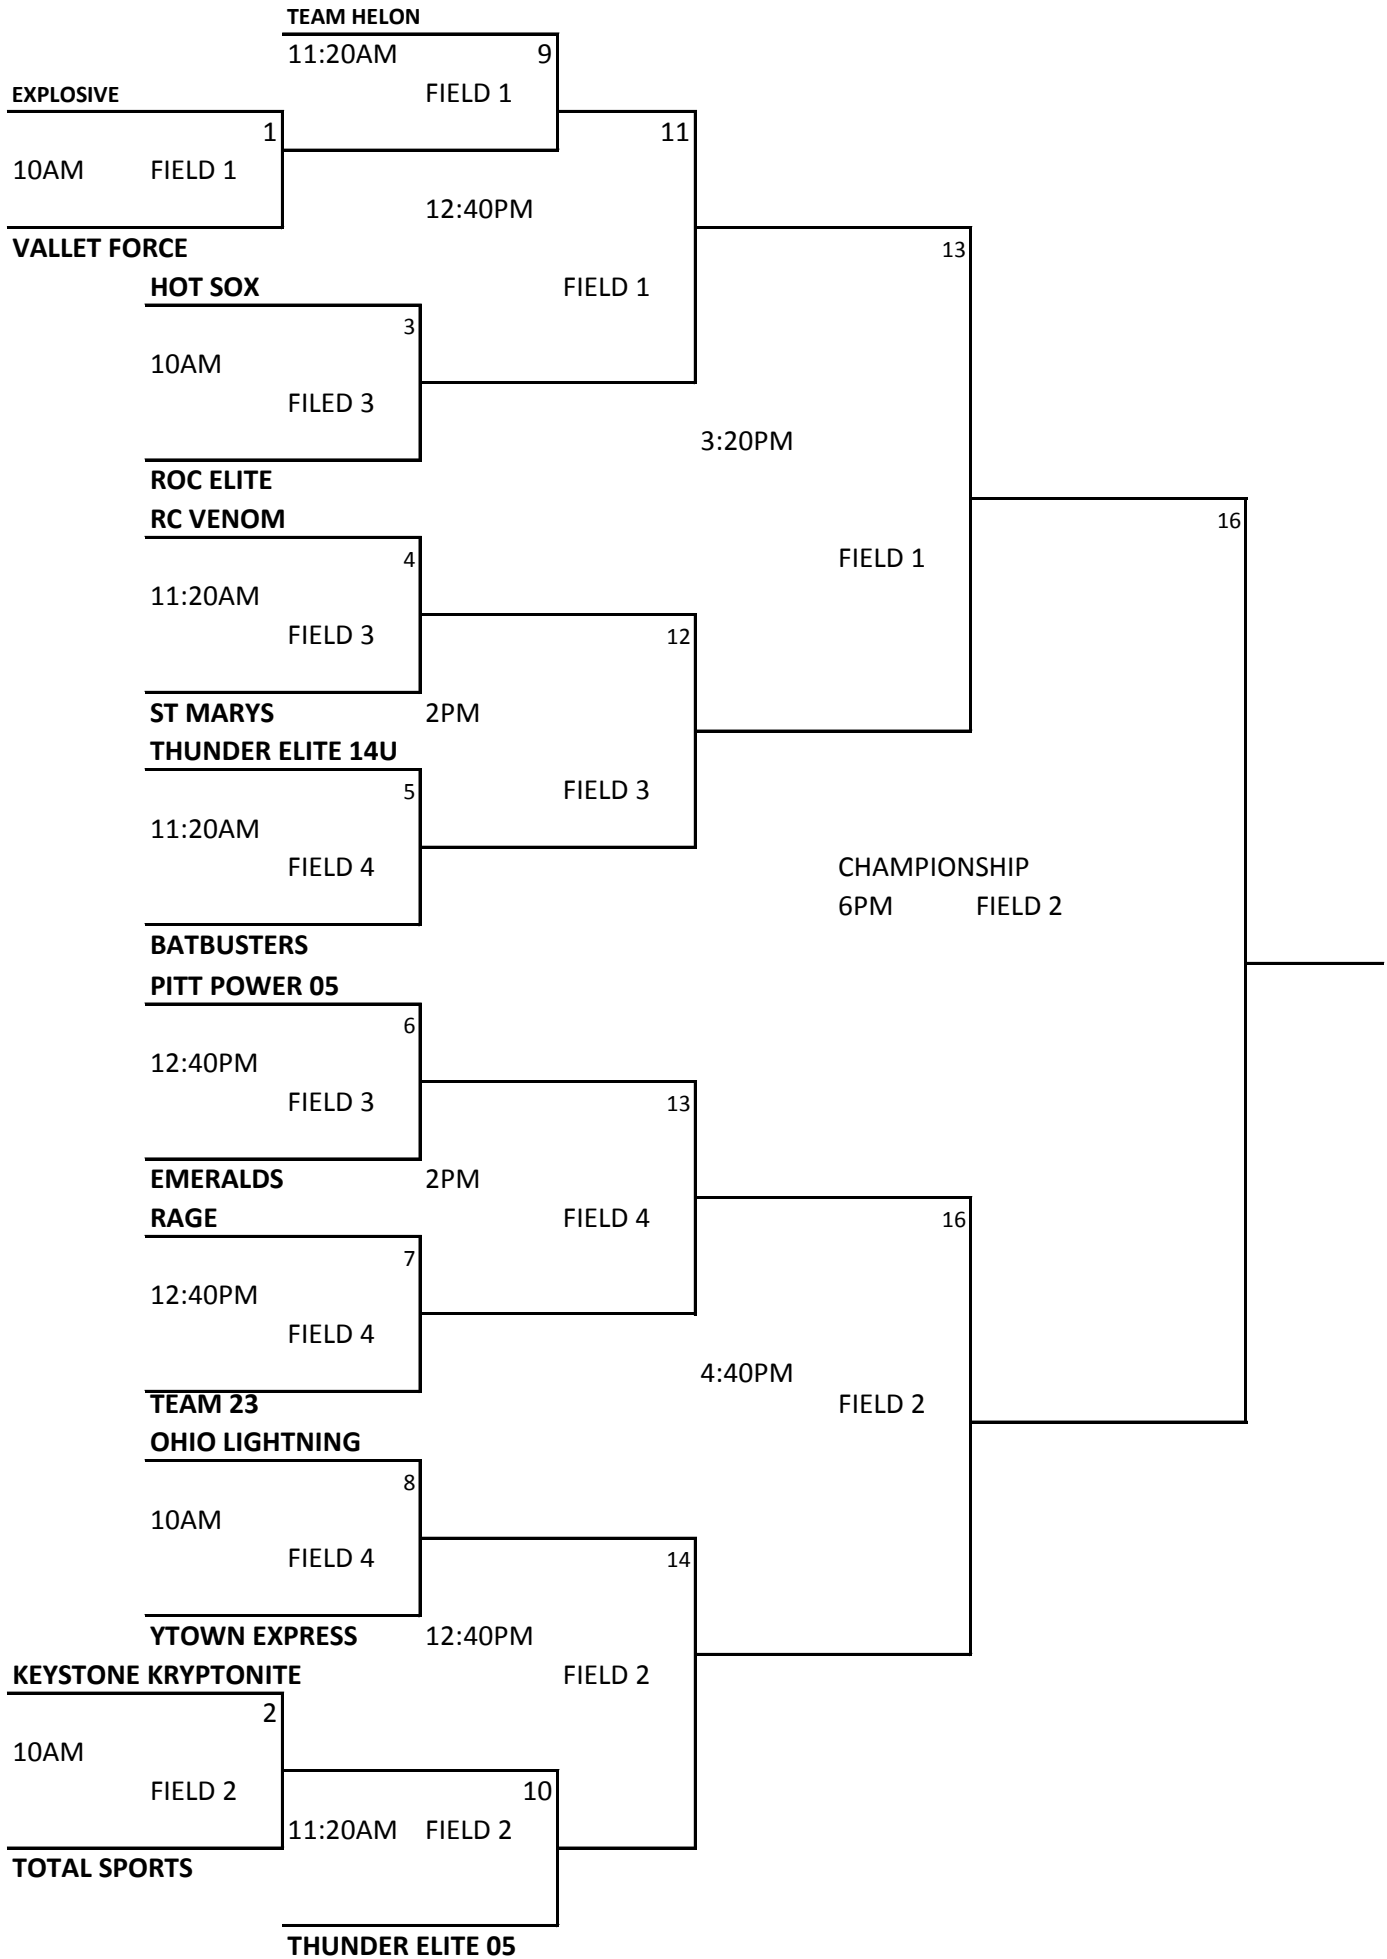 TEAM HELON
11:20AM 9
EXPLOSIVE FIELD 1
1 11
10AM FIELD 1
12:40PM
VALLET FORCE 13
HOT SOX FIELD 1
3
10AM
FILED 3
3:20PM
ROC ELITE
RC VENOM 16
4 FIELD 1
11:20AM
FIELD 3 12
ST MARYS 2PM
THUNDER ELITE 14U
5 FIELD 3
11:20AM
FIELD 4 CHAMPIONSHIP
6PM FIELD 2
BATBUSTERS
PITT POWER 05
6
12:40PM
FIELD 3 13
EMERALDS 2PM
RAGE FIELD 4 16
7
12:40PM
FIELD 4
4:40PM
TEAM 23 FIELD 2
OHIO LIGHTNING
8
10AM
FIELD 4 14
YTOWN EXPRESS 12:40PM
KEYSTONE KRYPTONITE FIELD 2
2
10AM
FIELD 2 10
11:20AM FIELD 2
TOTAL SPORTS
THUNDER ELITE 05